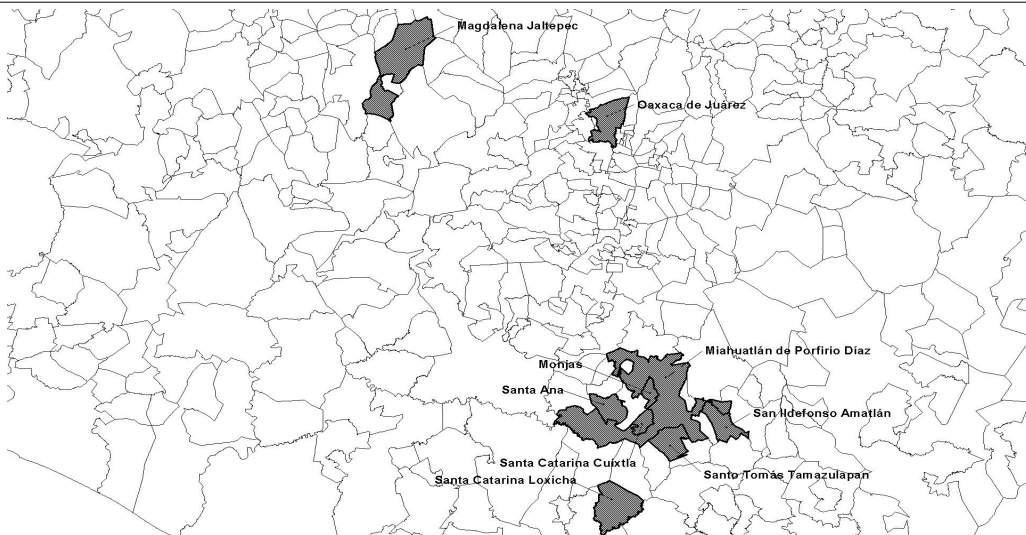 Magdalena Jaltepec
Oaxaca de Juárez
Miahuatlán de Porfirio Díaz
Monjas
Santa Ana
San Ildefonso Amatlán
Santa Catarina Cuixtla
Santo Tomás Tamazulapan
Santa Catarina Loxicha